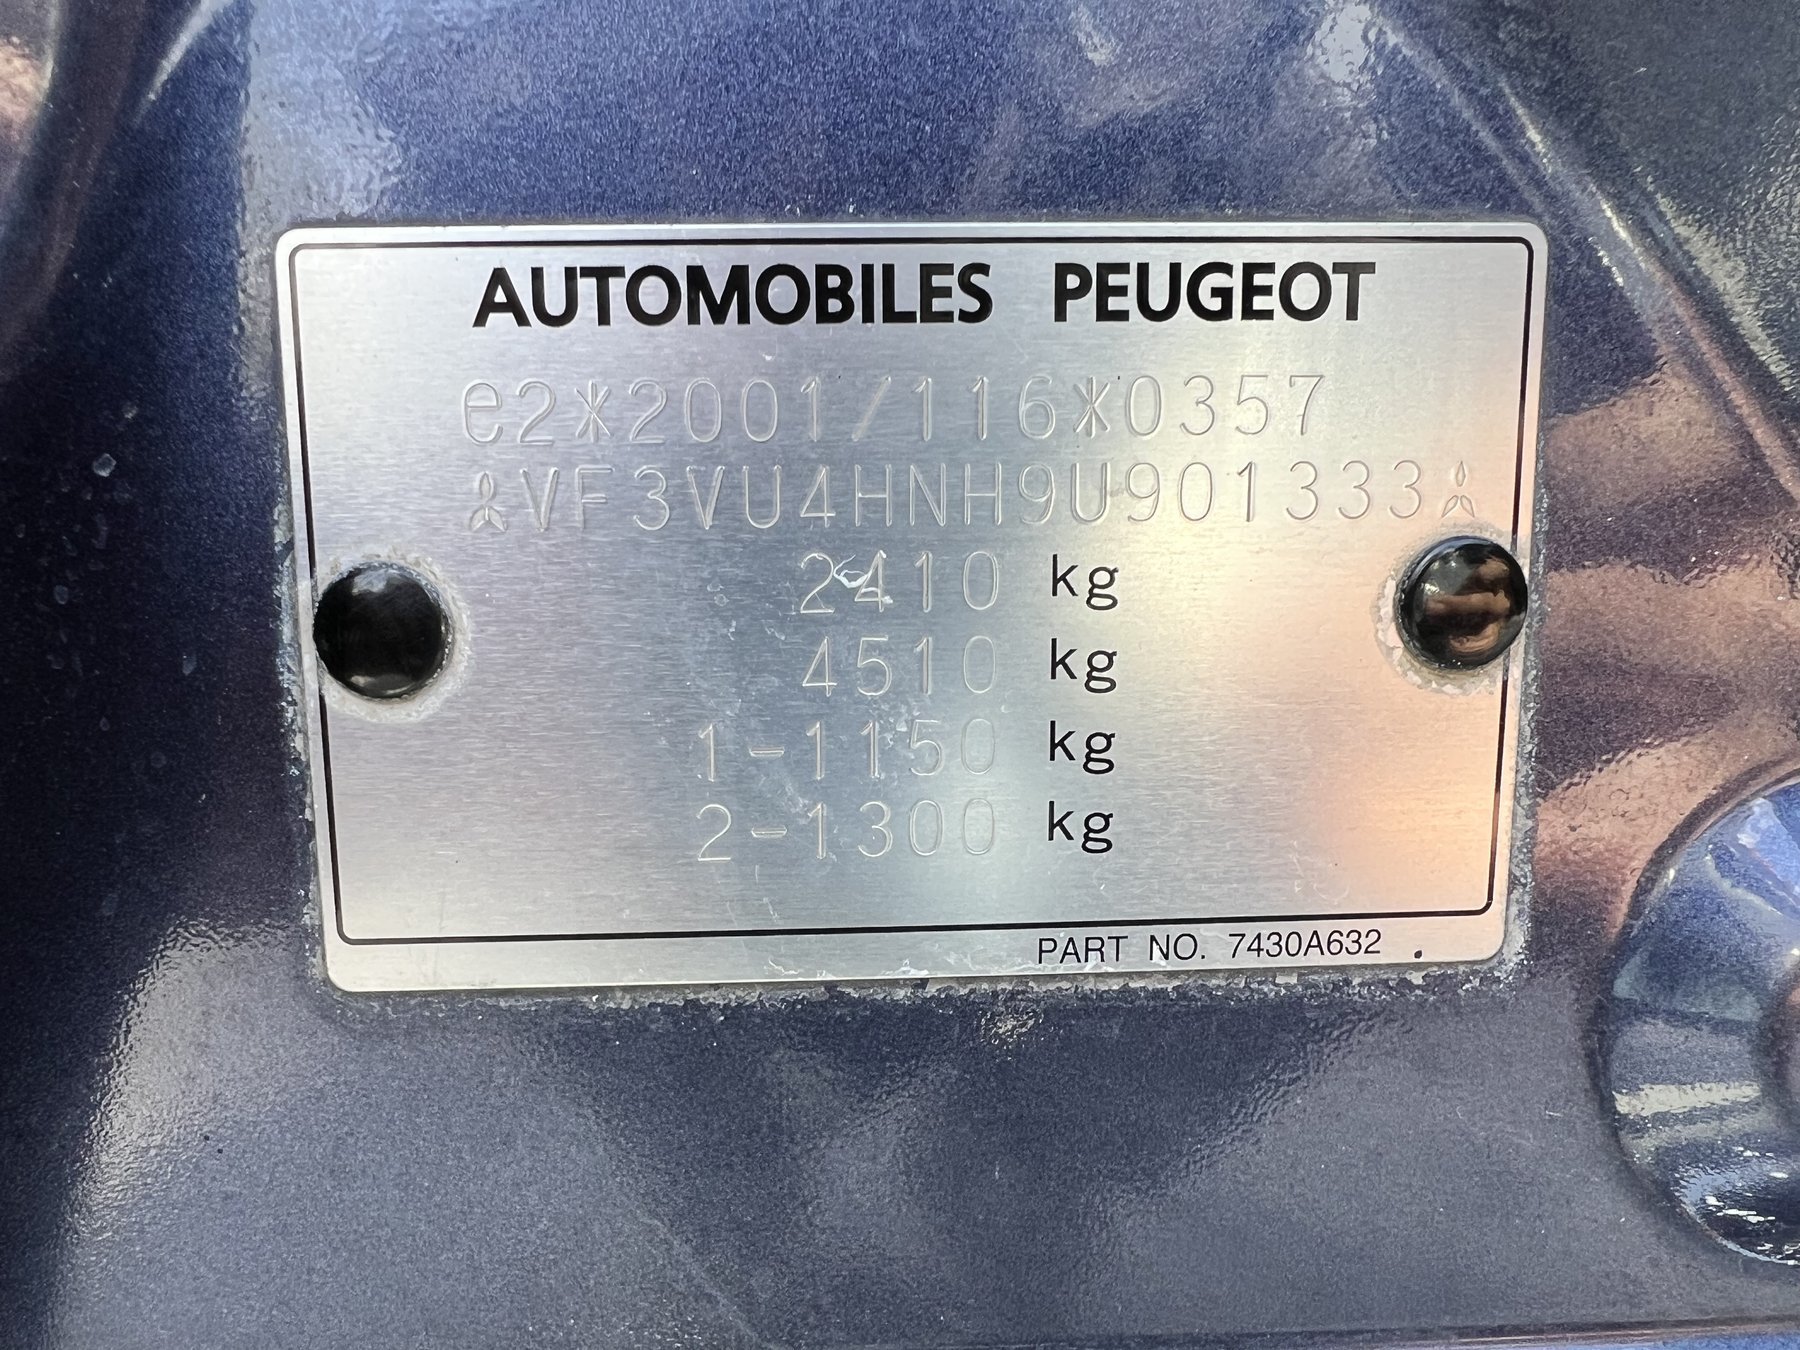 AUTOMOBILES PEUGEOT
e2*2001/116*0357
VF3VU4HNH9U901333
2410 kg
4510 kg
1-1150 kg
2-1300 kg
PART NO. 7430A632